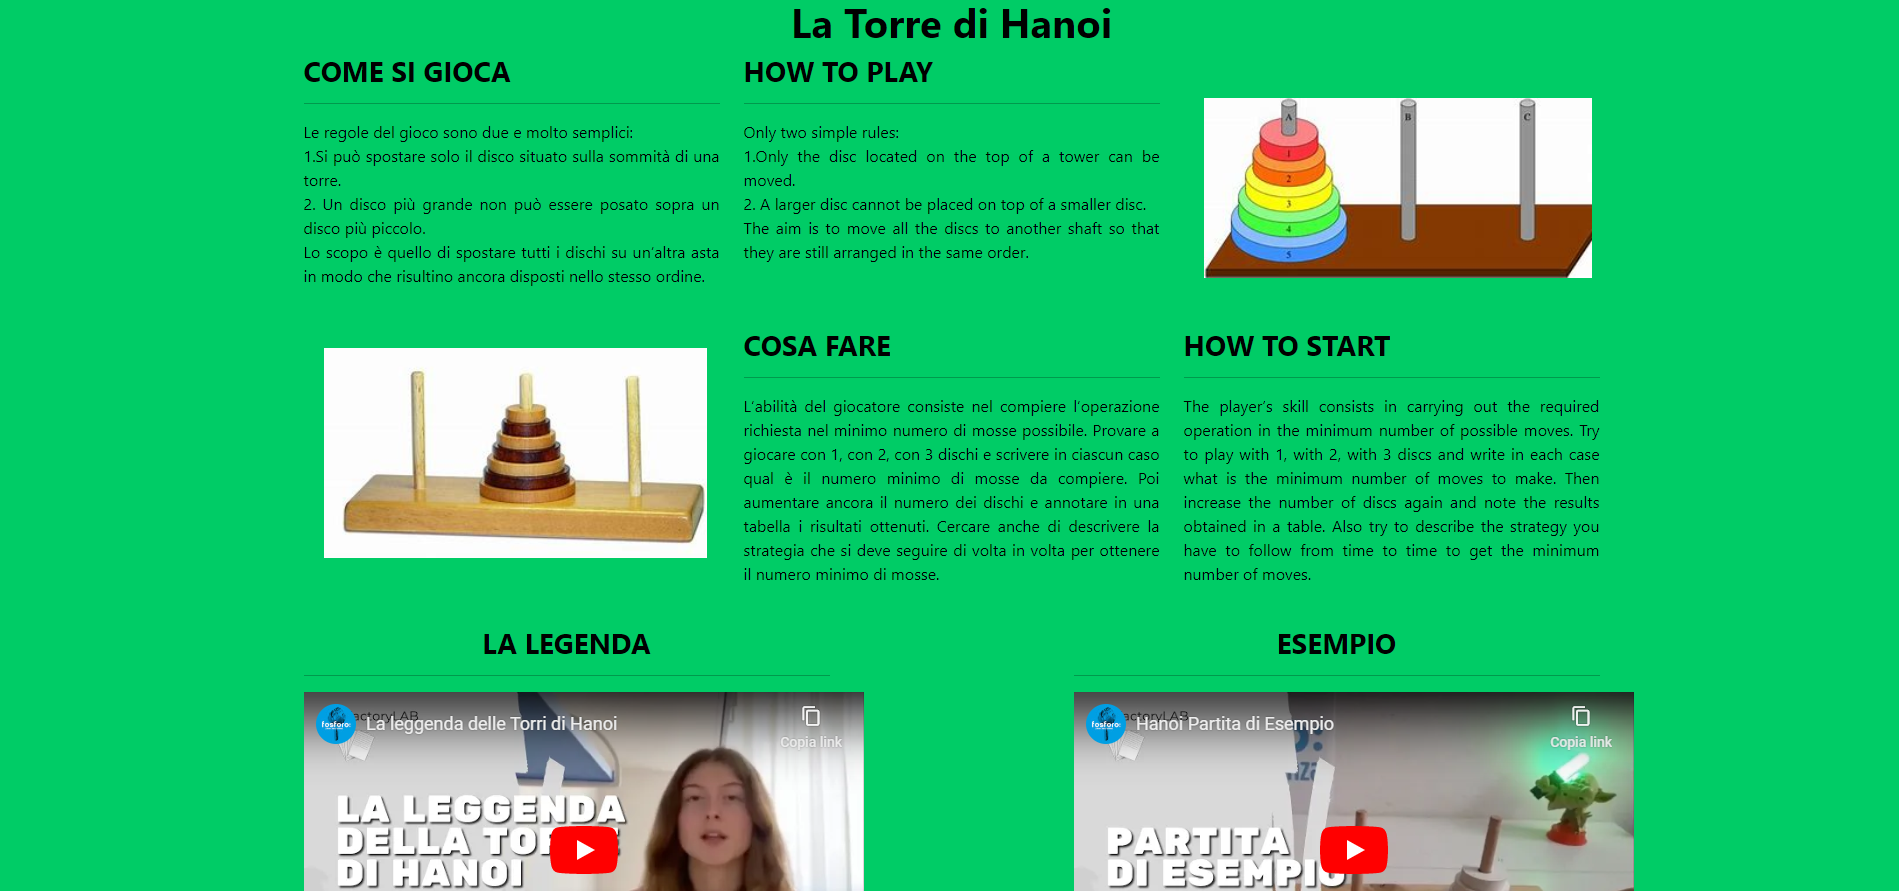 La Torre di Hanoi
COME SI GIOCA
Le regole del gioco sono due e molto semplici:
1.Si può spostare solo il disco situato sulla sommità di una
torre.
2. Un disco più grande non può essere posato sopra un
disco più piccolo.
Lo scopo è quello di spostare tutti i dischi su un'altra asta
in modo che risultino ancora disposti nello stesso ordine.
HOW TO PLAY
Only two simple rules:
1.Only the disc located on the top of a tower can be
moved.
2. A larger disc cannot be placed on top of a smaller disc.
The aim is to move all the discs to another shaft so that
they are still arranged in the same order.
A
B
C
1
2
3
4
5
COSA FARE
L'abilità del giocatore consiste nel compiere l'operazione
richiesta nel minimo numero di mosse possibile. Provare a
giocare con 1, con 2, con 3 dischi e scrivere in ciascun caso
qual è il numero minimo di mosse da compiere. Poi
aumentare ancora il numero dei dischi e annotare in una
tabella i risultati ottenuti. Cercare anche di descrivere la
strategia che si deve seguire di volta in volta per ottenere
il numero minimo di mosse.
HOW TO START
The player's skill consists in carrying out the required
operation in the minimum number of possible moves. Try
to play with 1, with 2, with 3 discs and write in each case
what is the minimum number of moves to make. Then
increase the number of discs again and note the results
obtained in a table. Also try to describe the strategy you
have to follow from time to time to get the minimum
number of moves.
LA LEGENDA
fosforo
La leggenda delle Torri di Hanoi
Copia link
LA LEGGENDA
DELLA
DI HANOI
ESEMPIO
fosforo
Hanoi Partita di Esempio
Copia link
PARTITA
DI ESEMPIO